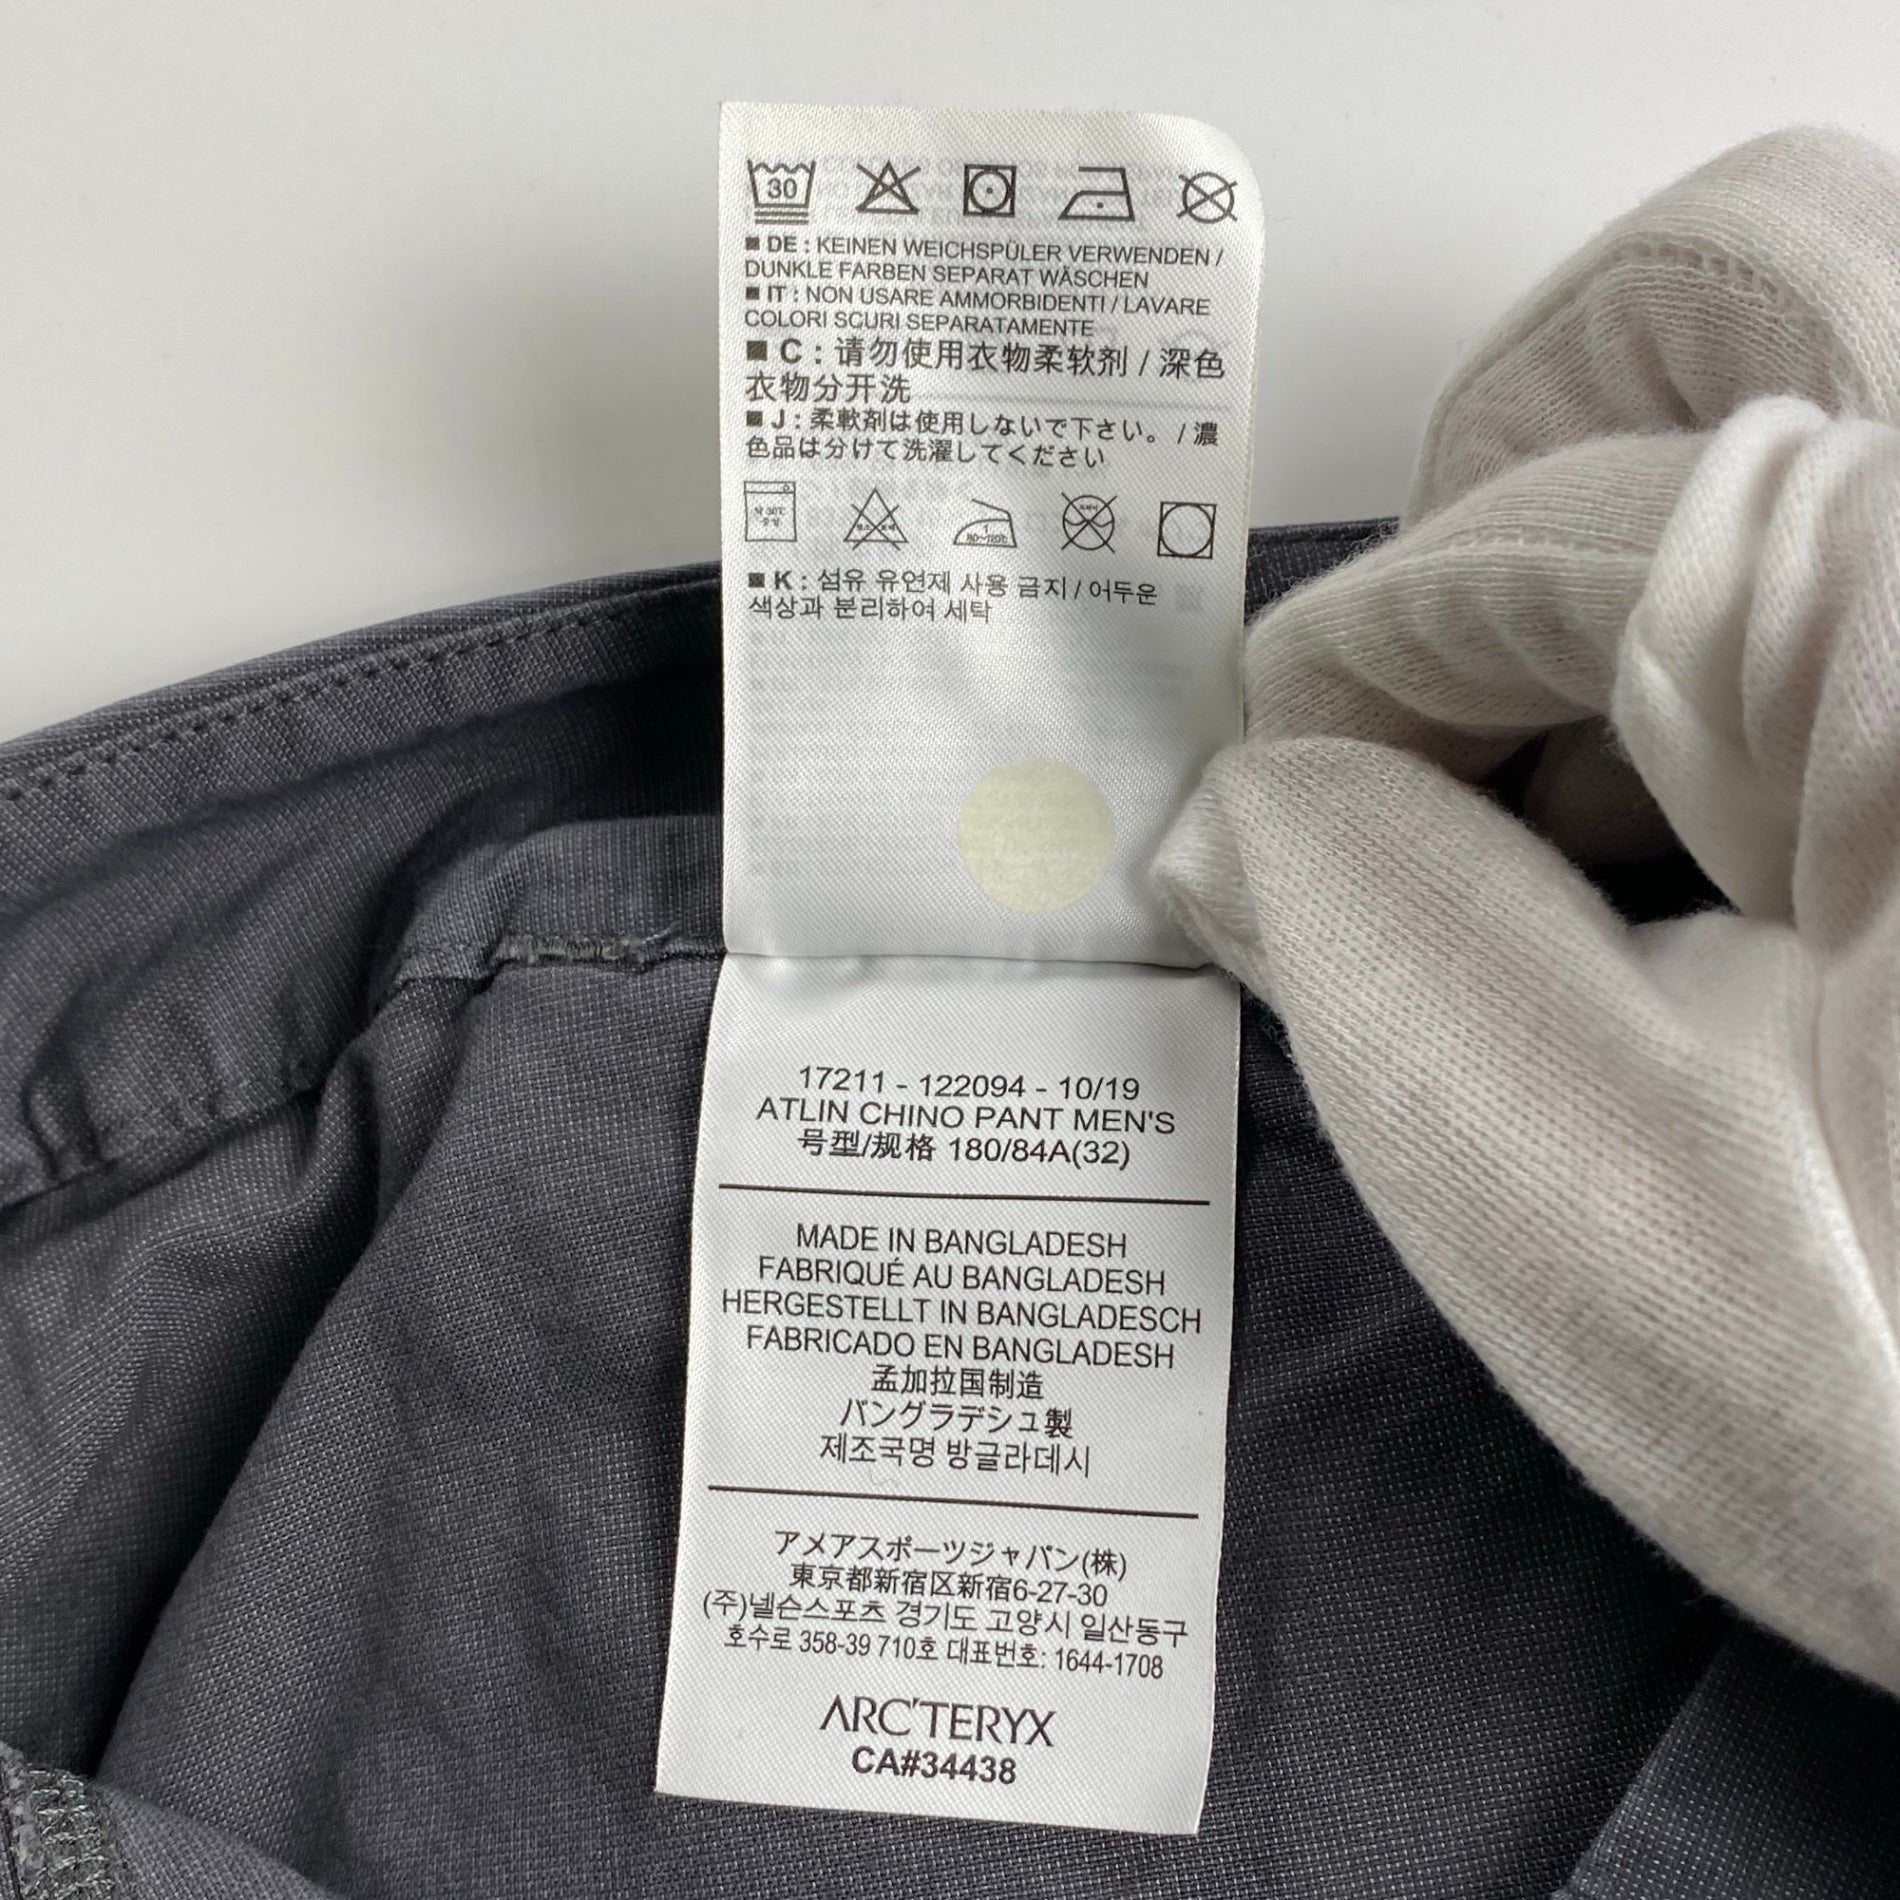 30
■ DE : KEINEN WEICHSPÜLER VERWENDEN /
DUNKLE FARBEN SEPARAT WÄSCHEN
■ IT : NON USARE AMMORBIDENTI / LAVARE
COLORI SCURI SEPARATAMENTE
■ C : 请勿使用衣物柔软剂 / 深色
衣物分开洗
■ J : 柔軟剤は使用しないで下さい。 / 濃
色品は分けて洗濯してください
약 30℃
중성
1
80~120℃
■ K : 섬유 유연제 사용 금지 / 어두운
색상과 분리하여 세탁
17211 - 122094 - 10/19
ATLIN CHINO PANT MEN'S
号型/规格 180/84A(32)
MADE IN BANGLADESH
FABRIQUÉ AU BANGLADESH
HERGESTELLT IN BANGLADESCH
FABRICADO EN BANGLADESH
孟加拉国制造
バングラデシュ製
제조국명 방글라데시
アメアスポーツジャパン(株)
東京都新宿区新宿6-27-30
(주)넬슨스포츠 경기도 고양시 일산동구
호수로 358-39 710호 대표번호: 1644-1708
ARC'TERYX
CA#34438